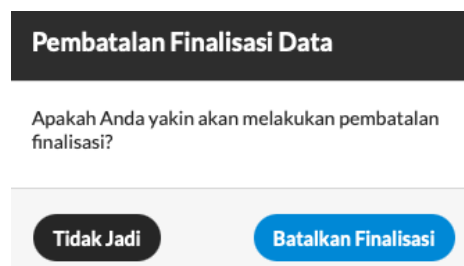 Pembatalan Finalisasi Data
Apakah Anda yakin akan melakukan pembatalan
finalisasi?
Tidak Jadi
Batalkan Finalisasi